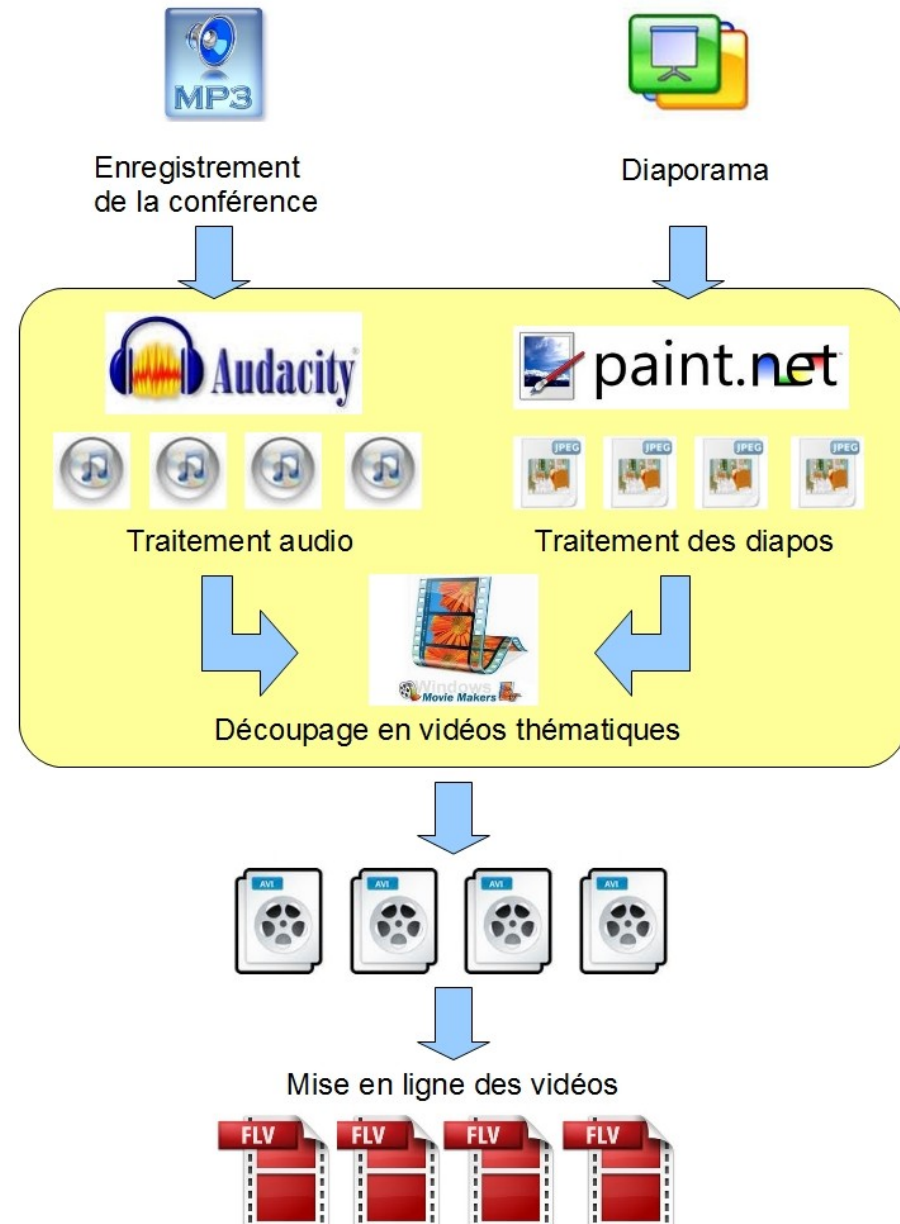 MP3
Enregistrement
de la conférence
Diaporama
Audacity
paint.net
JPEG JPEG JPEG JPEG
Traitement audio
Traitement des diapos
Windows
Movie Makers
Découpage en vidéos thématiques
AVI AVI AVI AVI
Mise en ligne des vidéos
FLV FLV FLV FLV